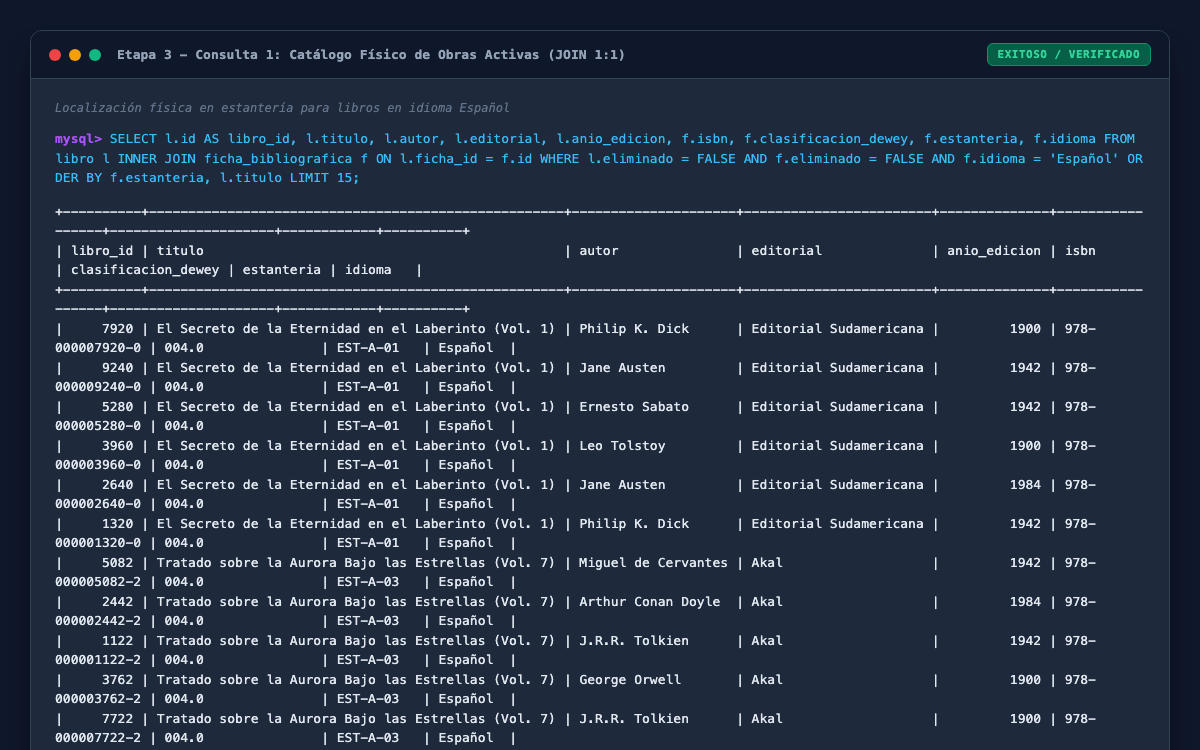 Etapa 3 — Consulta 1: Catálogo Físico de Obras Activas (JOIN 1:1)
EXITOSO / VERIFICADO
Localización física en estantería para libros en idioma Español
mysql> SELECT l.id AS libro_id, l.titulo, l.autor, l.editorial, l.anio_edicion, f.isbn, f.clasificacion_dewey, f.estanteria, f.idioma FROM
libro l INNER JOIN ficha_bibliografica f ON l.ficha_id = f.id WHERE l.eliminado = FALSE AND f.eliminado = FALSE AND f.idioma = 'Español' OR
DER BY f.estanteria, l.titulo LIMIT 15;
+----------+-----------------------------------------------------+---------------------+------------------------+--------------+-----------
------+---------------------+------------+----------+
| libro_id | titulo                                              | autor               | editorial              | anio_edicion | isbn
| clasificacion_dewey | estanteria | idioma   |
+----------+-----------------------------------------------------+---------------------+------------------------+--------------+-----------
------+---------------------+------------+----------+
|     7920 | El Secreto de la Eternidad en el Laberinto (Vol. 1) | Philip K. Dick      | Editorial Sudamericana |         1900 | 978-
000007920-0 | 004.0               | EST-A-01   | Español  |
|     9240 | El Secreto de la Eternidad en el Laberinto (Vol. 1) | Jane Austen         | Editorial Sudamericana |         1942 | 978-
000009240-0 | 004.0               | EST-A-01   | Español  |
|     5280 | El Secreto de la Eternidad en el Laberinto (Vol. 1) | Ernesto Sabato      | Editorial Sudamericana |         1942 | 978-
000005280-0 | 004.0               | EST-A-01   | Español  |
|     3960 | El Secreto de la Eternidad en el Laberinto (Vol. 1) | Leo Tolstoy         | Editorial Sudamericana |         1900 | 978-
000003960-0 | 004.0               | EST-A-01   | Español  |
|     2640 | El Secreto de la Eternidad en el Laberinto (Vol. 1) | Jane Austen         | Editorial Sudamericana |         1984 | 978-
000002640-0 | 004.0               | EST-A-01   | Español  |
|     1320 | El Secreto de la Eternidad en el Laberinto (Vol. 1) | Philip K. Dick      | Editorial Sudamericana |         1942 | 978-
000001320-0 | 004.0               | EST-A-01   | Español  |
|     5082 | Tratado sobre la Aurora Bajo las Estrellas (Vol. 7) | Miguel de Cervantes | Akal                   |         1942 | 978-
000005082-2 | 004.0               | EST-A-03   | Español  |
|     2442 | Tratado sobre la Aurora Bajo las Estrellas (Vol. 7) | Arthur Conan Doyle  | Akal                   |         1984 | 978-
000002442-2 | 004.0               | EST-A-03   | Español  |
|     1122 | Tratado sobre la Aurora Bajo las Estrellas (Vol. 7) | J.R.R. Tolkien      | Akal                   |         1942 | 978-
000001122-2 | 004.0               | EST-A-03   | Español  |
|     3762 | Tratado sobre la Aurora Bajo las Estrellas (Vol. 7) | George Orwell       | Akal                   |         1900 | 978-
000003762-2 | 004.0               | EST-A-03   | Español  |
|     7722 | Tratado sobre la Aurora Bajo las Estrellas (Vol. 7) | J.R.R. Tolkien      | Akal                   |         1900 | 978-
000007722-2 | 004.0               | EST-A-03   | Español  |